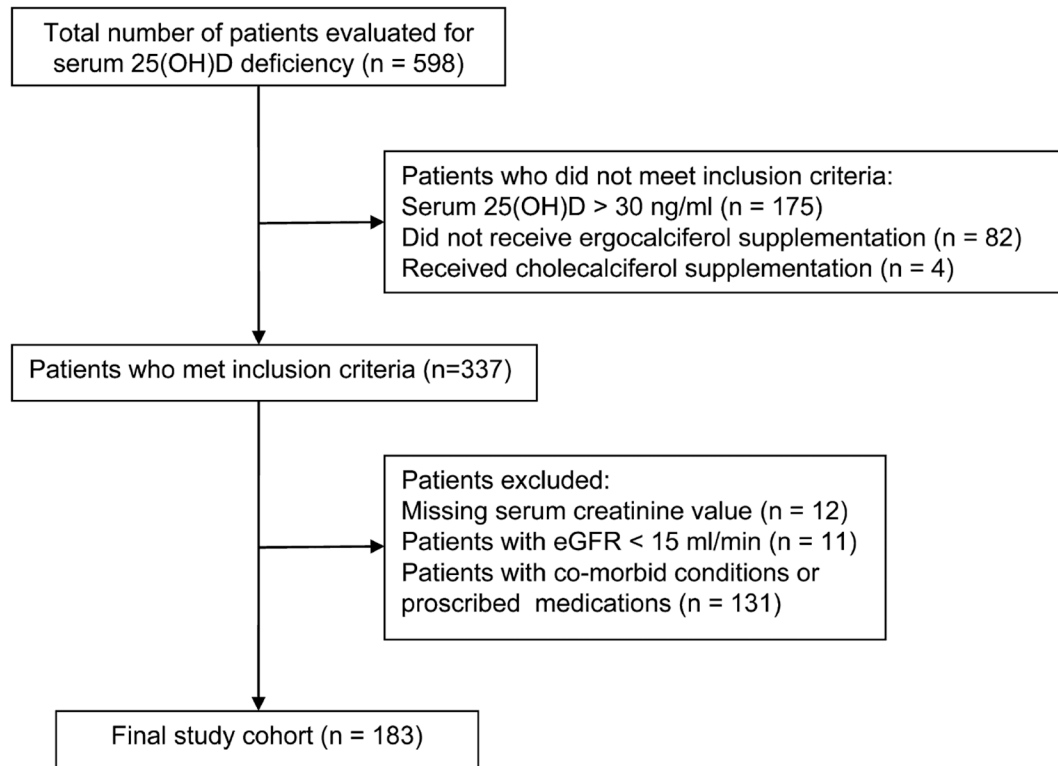 Total number of patients evaluated for
serum 25(OH)D deficiency (n = 598)
Patients who did not meet inclusion criteria:
Serum 25(OH)D > 30 ng/ml (n = 175)
Did not receive ergocalciferol supplementation (n = 82)
Received cholecalciferol supplementation (n = 4)
Patients who met inclusion criteria (n=337)
Patients excluded:
Missing serum creatinine value (n = 12)
Patients with eGFR < 15 ml/min (n = 11)
Patients with co-morbid conditions or
proscribed medications (n = 131)
Final study cohort (n = 183)